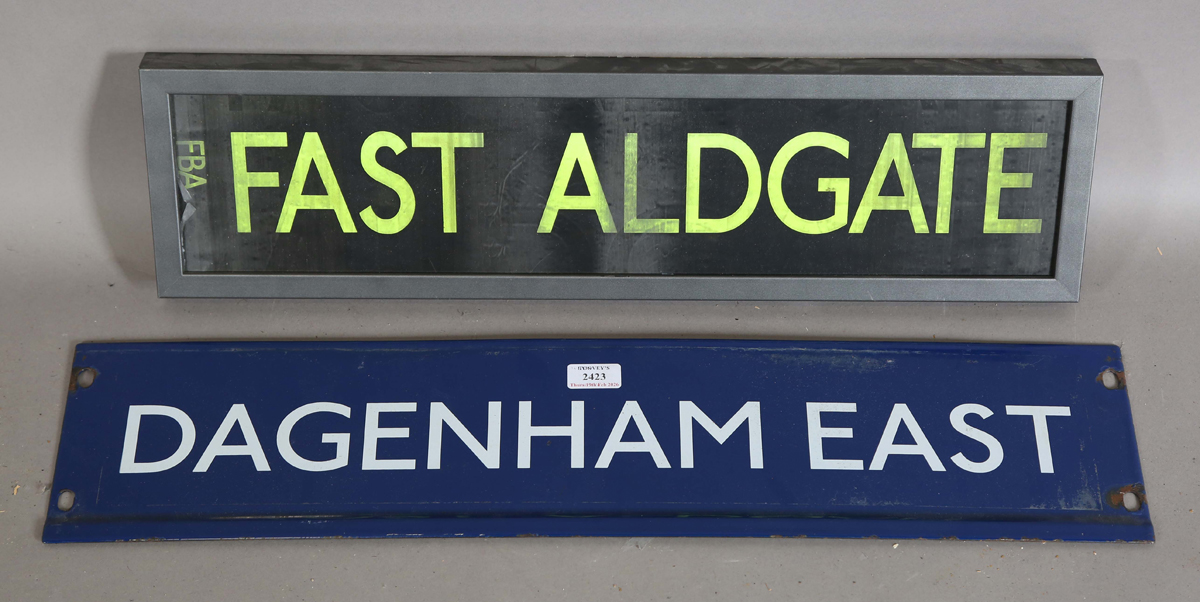 FBA
FAST ALDGATE
2423
DAGENHAM EAST